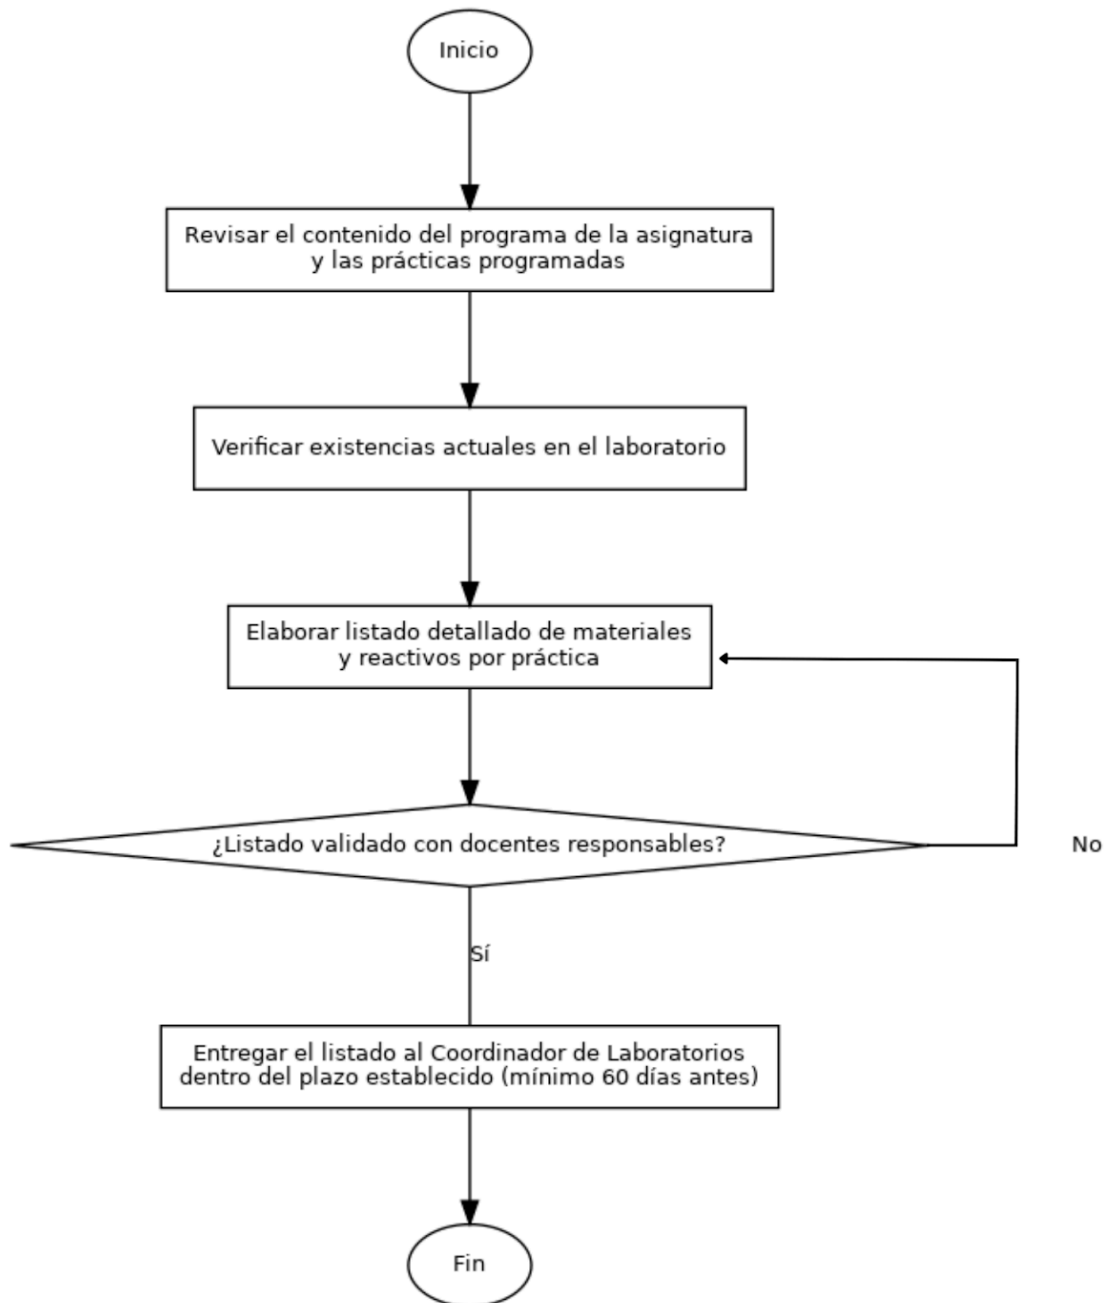 Inicio
Revisar el contenido del programa de la asignatura
y las prácticas programadas
Verificar existencias actuales en el laboratorio
Elaborar listado detallado de materiales
y reactivos por práctica
¿Listado validado con docentes responsables?
No
Sí
Entregar el listado al Coordinador de Laboratorios
dentro del plazo establecido (mínimo 60 días antes)
Fin